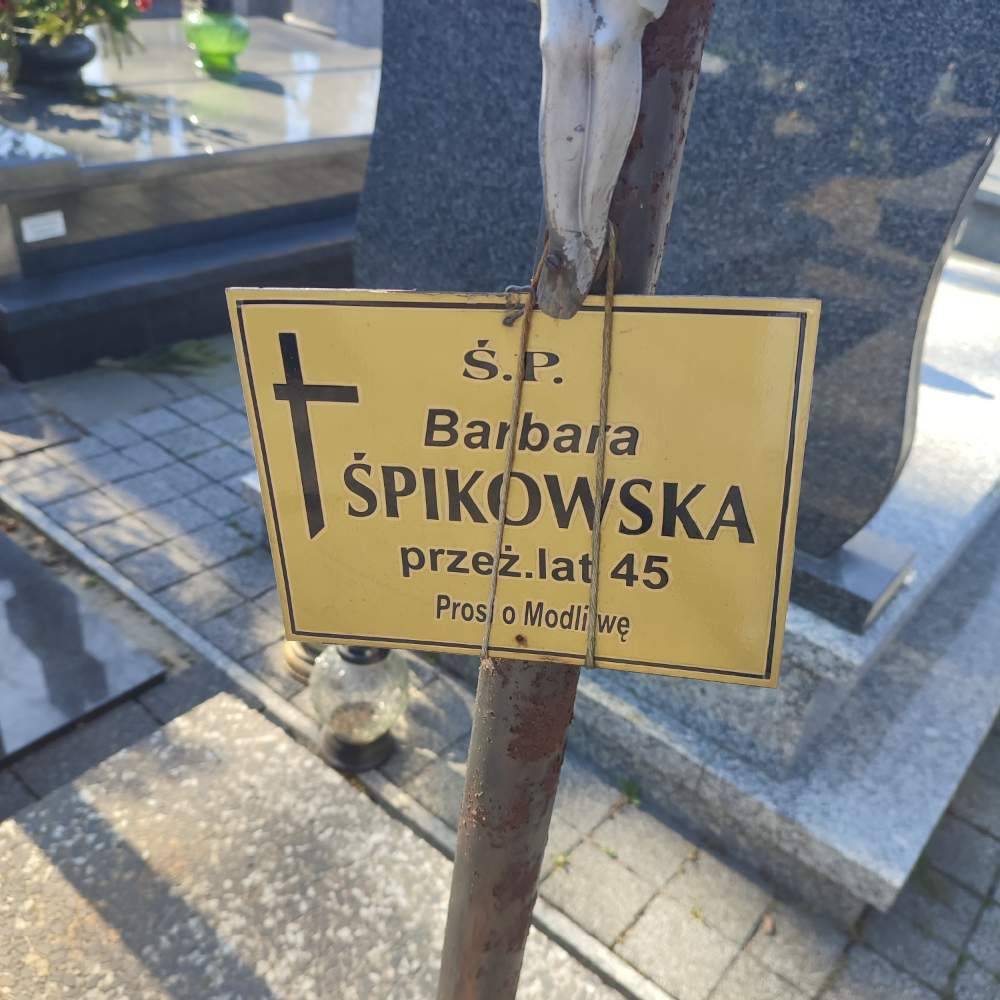 Ś.P.
Barbara
ŚPIKOWSKA
przeż.lat 45
Prosi o Modlitwę